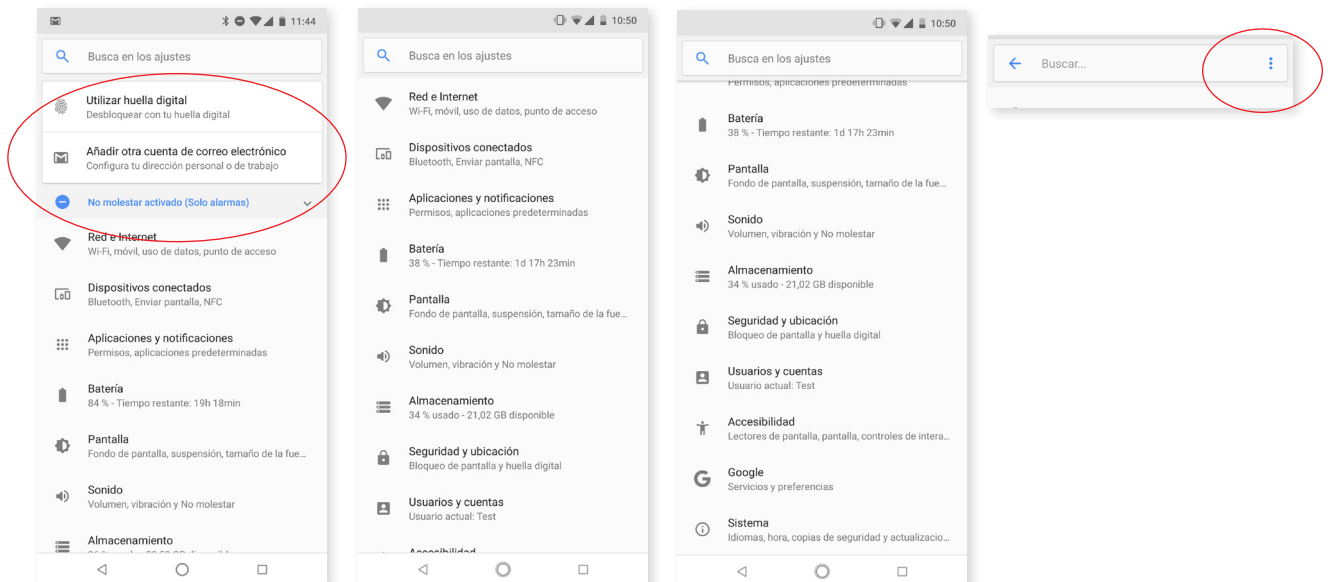 11:44
Busca en los ajustes
Utilizar huella digital
Desbloquear con tu huella digital
Añadir otra cuenta de correo electrónico
Configura tu dirección personal o de trabajo
No molestar activado (Solo alarmas)
Red e Internet
Wi-Fi, móvil, uso de datos, punto de acceso
Dispositivos conectados
Bluetooth, Enviar pantalla, NFC
Aplicaciones y notificaciones
Permisos, aplicaciones predeterminadas
Batería
84 % - Tiempo restante: 19h 18min
Pantalla
Fondo de pantalla, suspensión, tamaño de la fue...
Sonido
Volumen, vibración y No molestar
Almacenamiento
10:50
Busca en los ajustes
Red e Internet
Wi-Fi, móvil, uso de datos, punto de acceso
Dispositivos conectados
Bluetooth, Enviar pantalla, NFC
Aplicaciones y notificaciones
Permisos, aplicaciones predeterminadas
Batería
38 % - Tiempo restante: 1d 17h 23min
Pantalla
Fondo de pantalla, suspensión, tamaño de la fue...
Sonido
Volumen, vibración y No molestar
Almacenamiento
34 % usado - 21,02 GB disponible
Seguridad y ubicación
Bloqueo de pantalla y huella digital
Usuarios y cuentas
Usuario actual: Test
Accesibilidad
10:50
Busca en los ajustes
Permisos, aplicaciones predeterminadas
Batería
38 % - Tiempo restante: 1d 17h 23min
Pantalla
Fondo de pantalla, suspensión, tamaño de la fue...
Sonido
Volumen, vibración y No molestar
Almacenamiento
34 % usado - 21,02 GB disponible
Seguridad y ubicación
Bloqueo de pantalla y huella digital
Usuarios y cuentas
Usuario actual: Test
Accesibilidad
Lectores de pantalla, pantalla, controles de intera...
Google
Servicios y preferencias
Sistema
Idiomas, hora, copias de seguridad y actualizacio...
Buscar...